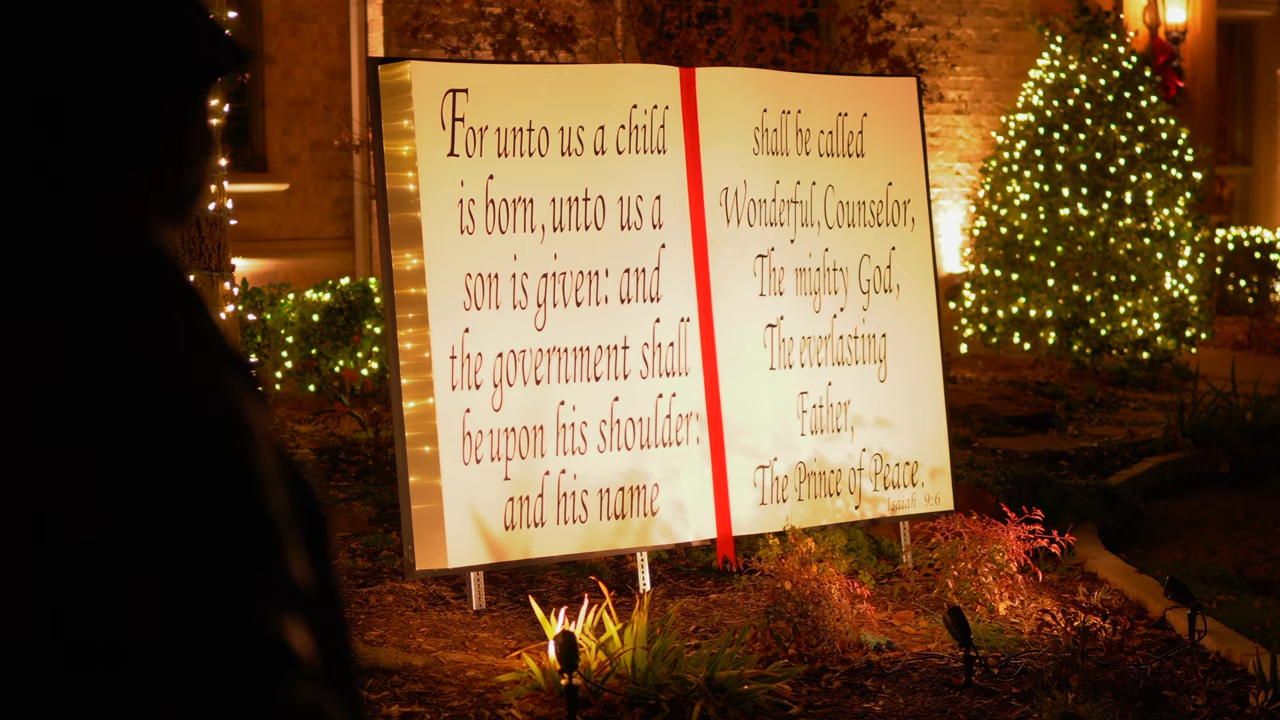 For unto us a child
is born, unto us a
son is given: and
the government shall
be upon his shoulder:
and his name
shall be called
Wonderful, Counselor,
The mighty God,
The everlasting
Father,
The Prince of Peace.
Isaiah 9:6